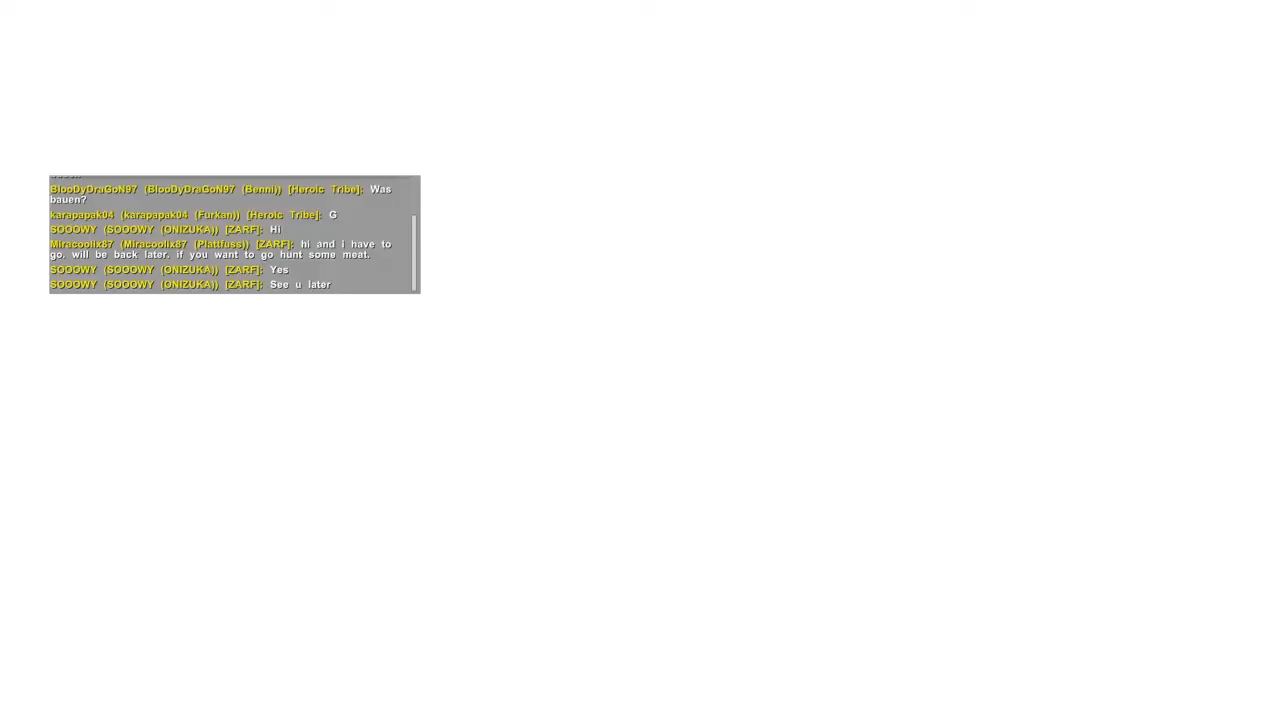 BlooDyDraGoN97 (BlooDyDraGoN97 (Benni)) [Heroic Tribe]: Was
bauen?
karapapak04 (karapapak04 (Furkan)) [Heroic Tribe]: G
SOOOWY (SOOOWY (ONIZUKA)) [ZARF]: Hi
Miracoolix87 (Miracoolix87 (Plattfuss)) [ZARF]: hi and i have to
go. will be back later. if you want to go hunt some meat.
SOOOWY (SOOOWY (ONIZUKA)) [ZARF]: Yes
SOOOWY (SOOOWY (ONIZUKA)) [ZARF]: See u later